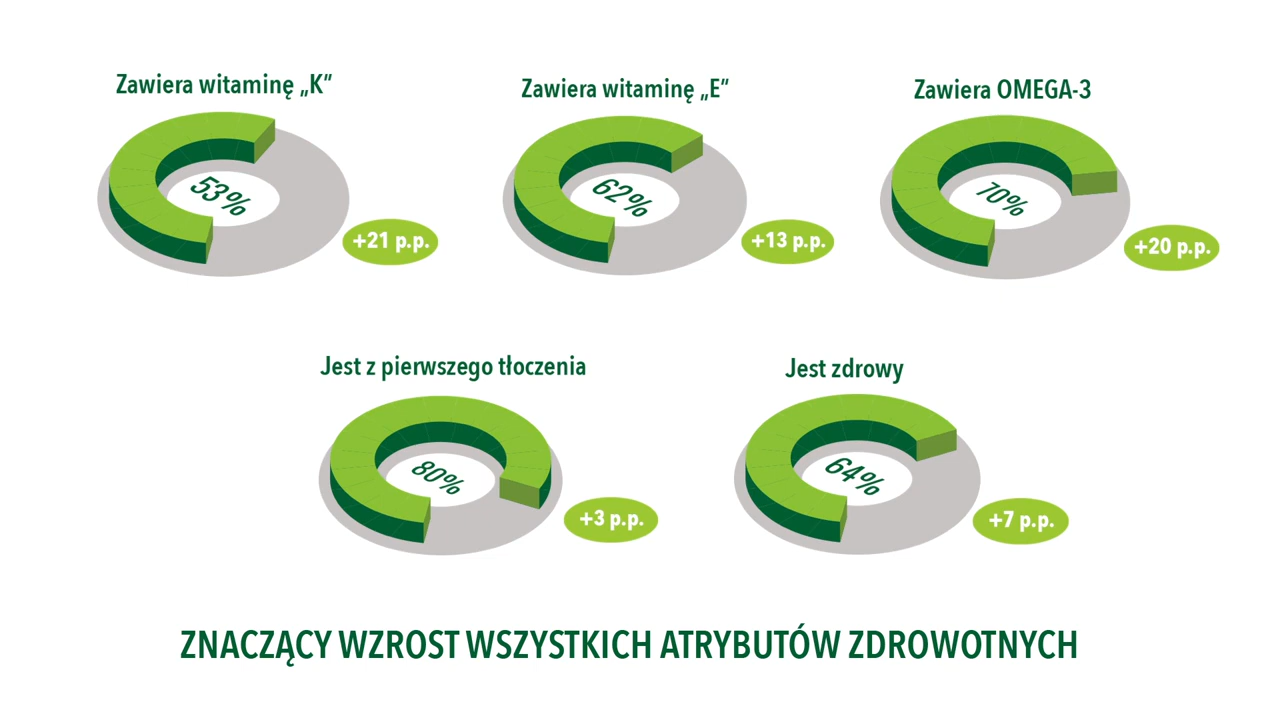 Zawiera witaminę „K”
Zawiera witaminę „E”
Zawiera OMEGA-3
53%
62%
70%
+21 p.p.
+13 p.p.
+20 p.p.
Jest z pierwszego tłoczenia
Jest zdrowy
80%
64%
+3 p.p.
+7 p.p.
ZNACZĄCY WZROST WSZYSTKICH ATRYBUTÓW ZDROWOTNYCH